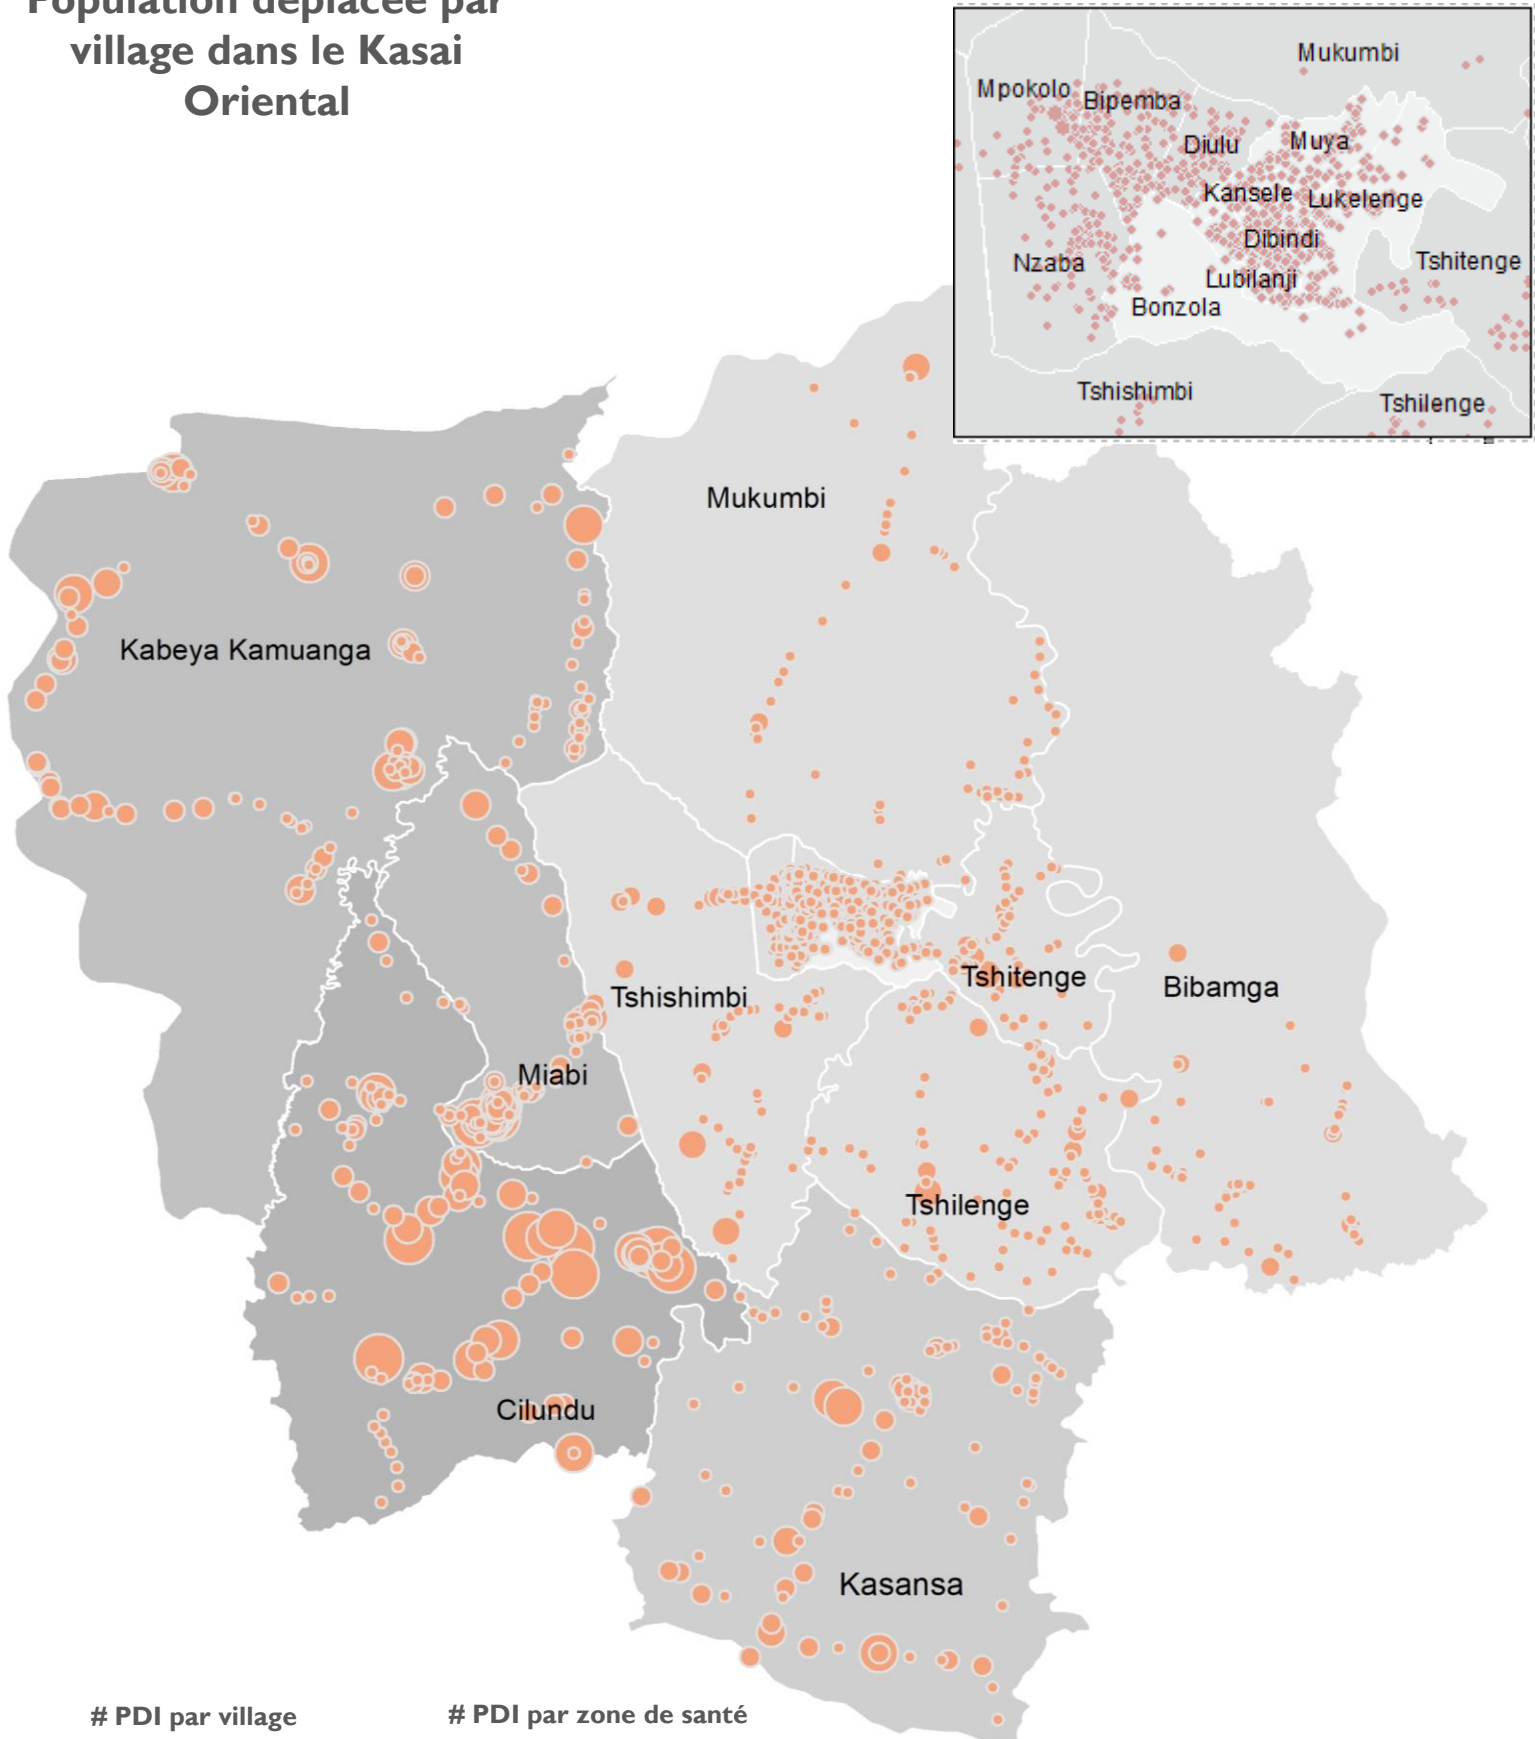 Population déplacée par
village dans le Kasai
Oriental
Mukumbi
Mpokolo
Bipemba
Diulu
Muya
Kansele
Lukelenge
Dibindi
Nzaba
Lubilanji
Tshitenge
Bonzola
Tshishimbi
Tshilenge
Mukumbi
Kabeya Kamuanga
Tshitenge
Bibamga
Tshishimbi
Miabi
Tshilenge
Cilundu
Kasansa
# PDI par village
# PDI par zone de santé